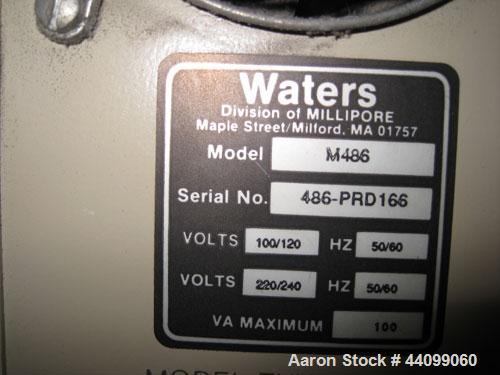 Waters
Division of MILLIPORE
Maple Street/Milford, MA 01757
Model M486
Serial No. 486-PRD166
VOLTS 100/120 HZ 50/60
VOLTS 220/240 HZ 50/60
VA MAXIMUM 100
Aaron Stock # 44099060